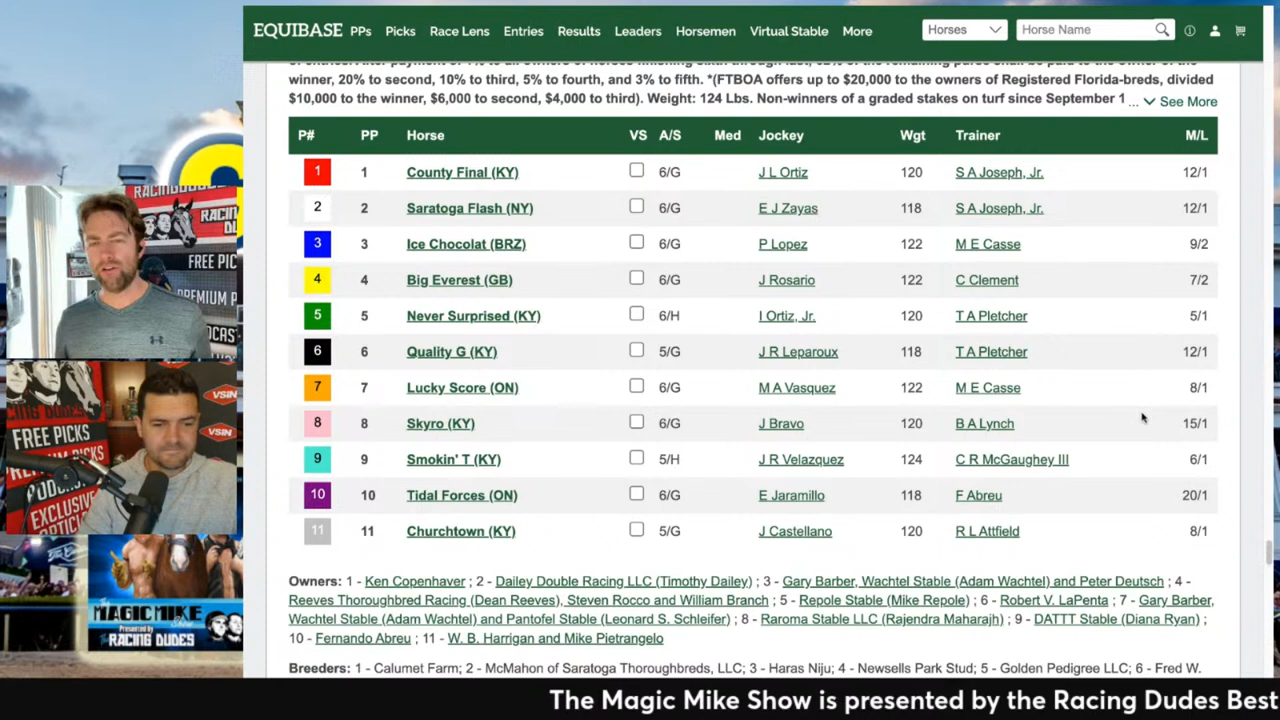 EQUIBASE PPs Picks Race Lens Entries Results Leaders Horsemen Virtual Stable More Horses Horse Name
winner, 20% to second, 10% to third, 5% to fourth, and 3% to fifth. *(FTBOA offers up to $20,000 to the owners of Registered Florida-breds, divided
$10,000 to the winner, $6,000 to second, $4,000 to third). Weight: 124 Lbs. Non-winners of a graded stakes on turf since September 1 ... See More
P# PP Horse VS A/S Med Jockey Wgt Trainer M/L
1 1 County Final (KY) 6/G J L Ortiz 120 S A Joseph, Jr. 12/1
2 2 Saratoga Flash (NY) 6/G E J Zayas 118 S A Joseph, Jr. 12/1
3 3 Ice Chocolat (BRZ) 6/G P Lopez 122 M E Casse 9/2
4 4 Big Everest (GB) 6/G J Rosario 122 C Clement 7/2
5 5 Never Surprised (KY) 6/H I Ortiz, Jr. 120 T A Pletcher 5/1
6 6 Quality G (KY) 5/G J R Leparoux 118 T A Pletcher 12/1
7 7 Lucky Score (ON) 6/G M A Vasquez 122 M E Casse 8/1
8 8 Skyro (KY) 6/G J Bravo 120 B A Lynch 15/1
9 9 Smokin' T (KY) 5/H J R Velazquez 124 C R McGaughey III 6/1
10 10 Tidal Forces (ON) 6/G E Jaramillo 118 F Abreu 20/1
11 11 Churchtown (KY) 5/G J Castellano 120 R L Attfield 8/1
Owners: 1 - Ken Copenhaver ; 2 - Dailey Double Racing LLC (Timothy Dailey) ; 3 - Gary Barber, Wachtel Stable (Adam Wachtel) and Peter Deutsch ; 4 -
Reeves Thoroughbred Racing (Dean Reeves), Steven Rocco and William Branch ; 5 - Repole Stable (Mike Repole) ; 6 - Robert V. LaPenta ; 7 - Gary Barber,
Wachtel Stable (Adam Wachtel) and Pantofel Stable (Leonard S. Schleifer) ; 8 - Raroma Stable LLC (Rajendra Maharajh) ; 9 - DATTT Stable (Diana Ryan) ;
10 - Fernando Abreu ; 11 - W. B. Harrigan and Mike Pietrangelo
Breeders: 1 - Calumet Farm; 2 - McMahon of Saratoga Thoroughbreds, LLC; 3 - Haras Niju; 4 - Newsells Park Stud; 5 - Golden Pedigree LLC; 6 - Fred W.
FREE PIC
PREMIUM P
FREE PICKS
EXCLUSIVE
VSiN
VSiN
THE
MAGIC MIKE
Show
Presented by the
RACING DUDES
The Magic Mike Show is presented by the Racing Dudes Best